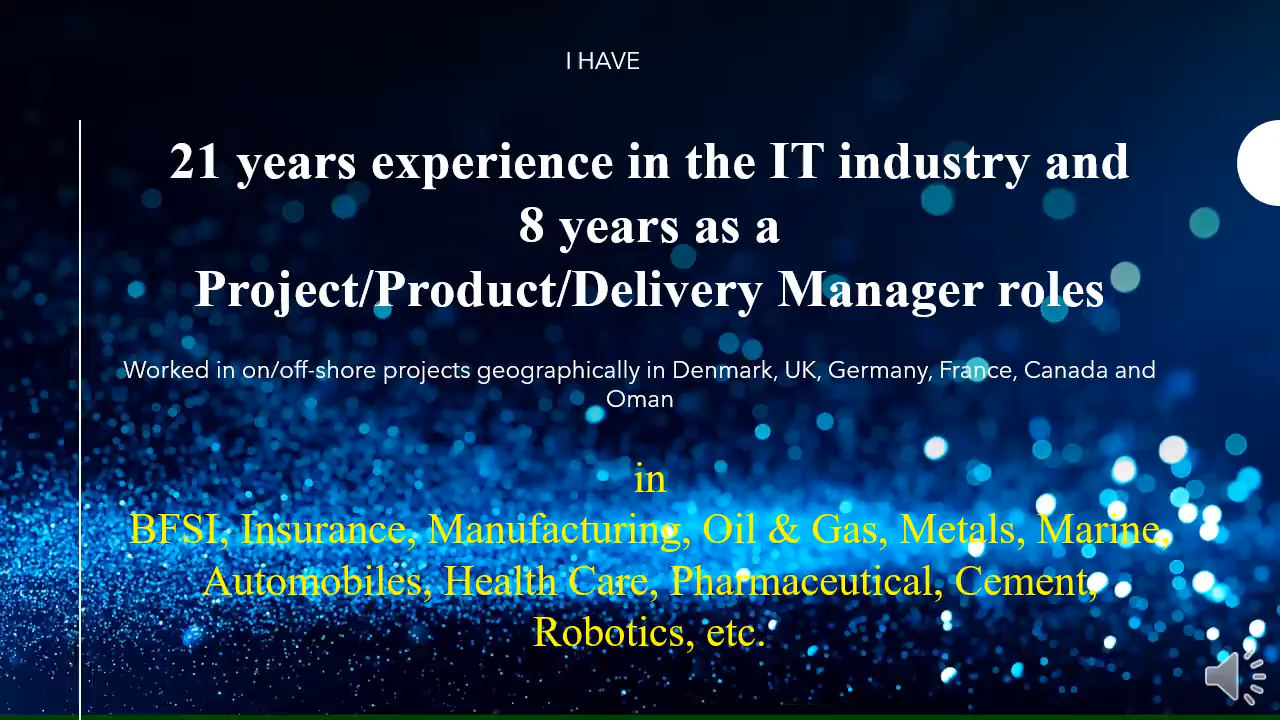 I HAVE
21 years experience in the IT industry and
8 years as a
Project/Product/Delivery Manager roles
Worked in on/off-shore projects geographically in Denmark, UK, Germany, France, Canada and
Oman
in
BFSI, Insurance, Manufacturing, Oil & Gas, Metals, Marine,
Automobiles, Health Care, Pharmaceutical, Cement,
Robotics, etc.